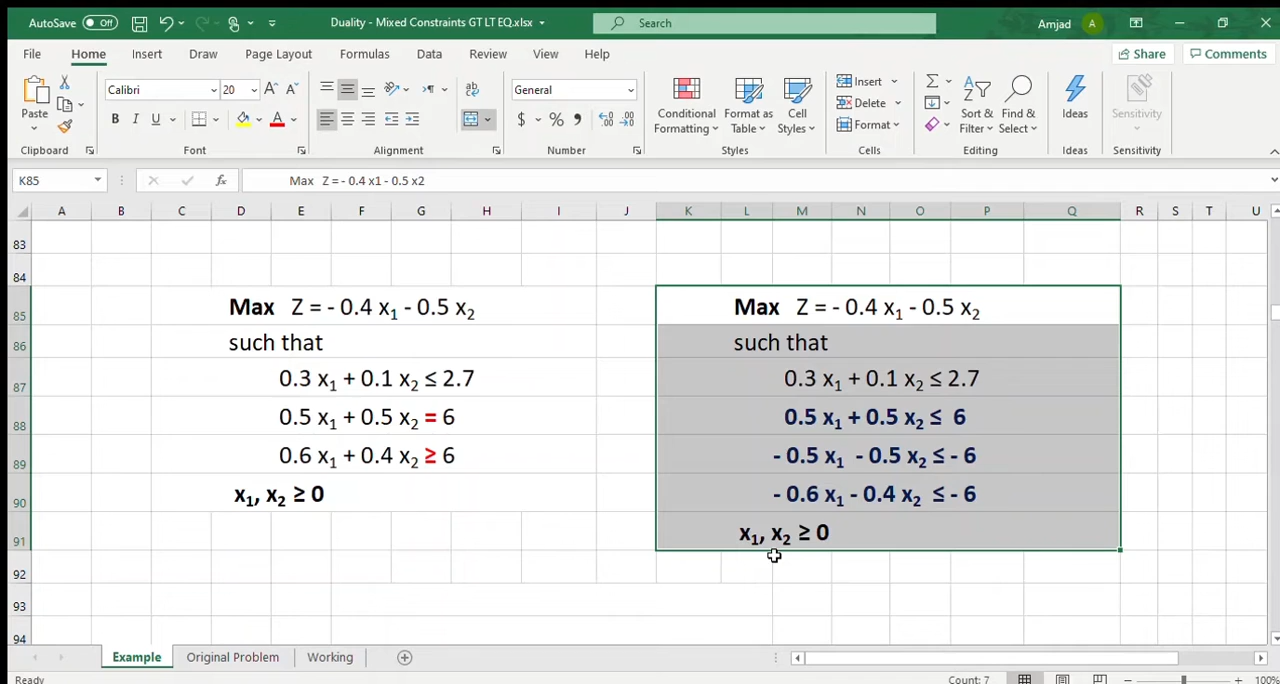 AutoSave Off Duality - Mixed Constraints GT LT EQ.xlsx Search Amjad A
File Home Insert Draw Page Layout Formulas Data Review View Help Share Comments
Calibri 20 General Insert
Paste Conditional Formatting Format as Table Cell Styles Delete Sort & Filter Find & Select Ideas Sensitivity
B I U $ % Format
Clipboard Font Alignment Number Styles Cells Editing Ideas Sensitivity
K85 fx Max Z = - 0.4 x1 - 0.5 x2
A B C D E F G H I J K L M N O P Q R S T U
83
84
85 Max Z = - 0.4 x₁ - 0.5 x₂ Max Z = - 0.4 x₁ - 0.5 x₂
86 such that such that
87 0.3 x₁ + 0.1 x₂ ≤ 2.7 0.3 x₁ + 0.1 x₂ ≤ 2.7
88 0.5 x₁ + 0.5 x₂ = 6 0.5 x₁ + 0.5 x₂ ≤ 6
89 0.6 x₁ + 0.4 x₂ ≥ 6 - 0.5 x₁ - 0.5 x₂ ≤ - 6
90 x₁, x₂ ≥ 0 - 0.6 x₁ - 0.4 x₂ ≤ - 6
91 x₁, x₂ ≥ 0
92
93
94
Example Original Problem Working
Ready Count: 7 100%